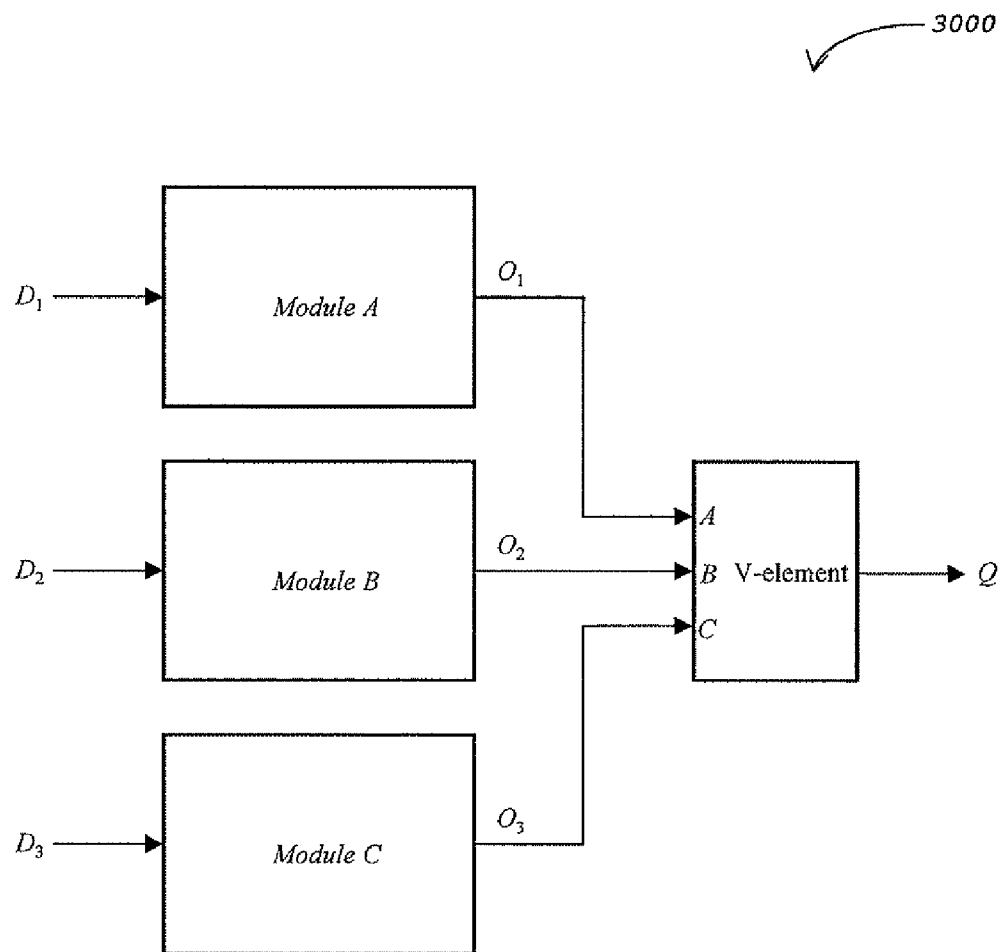 3000
O₁
D₁
Module A
A
O₂
D₂
Module B
B
V-element
Q
C
O₃
D₃
Module C